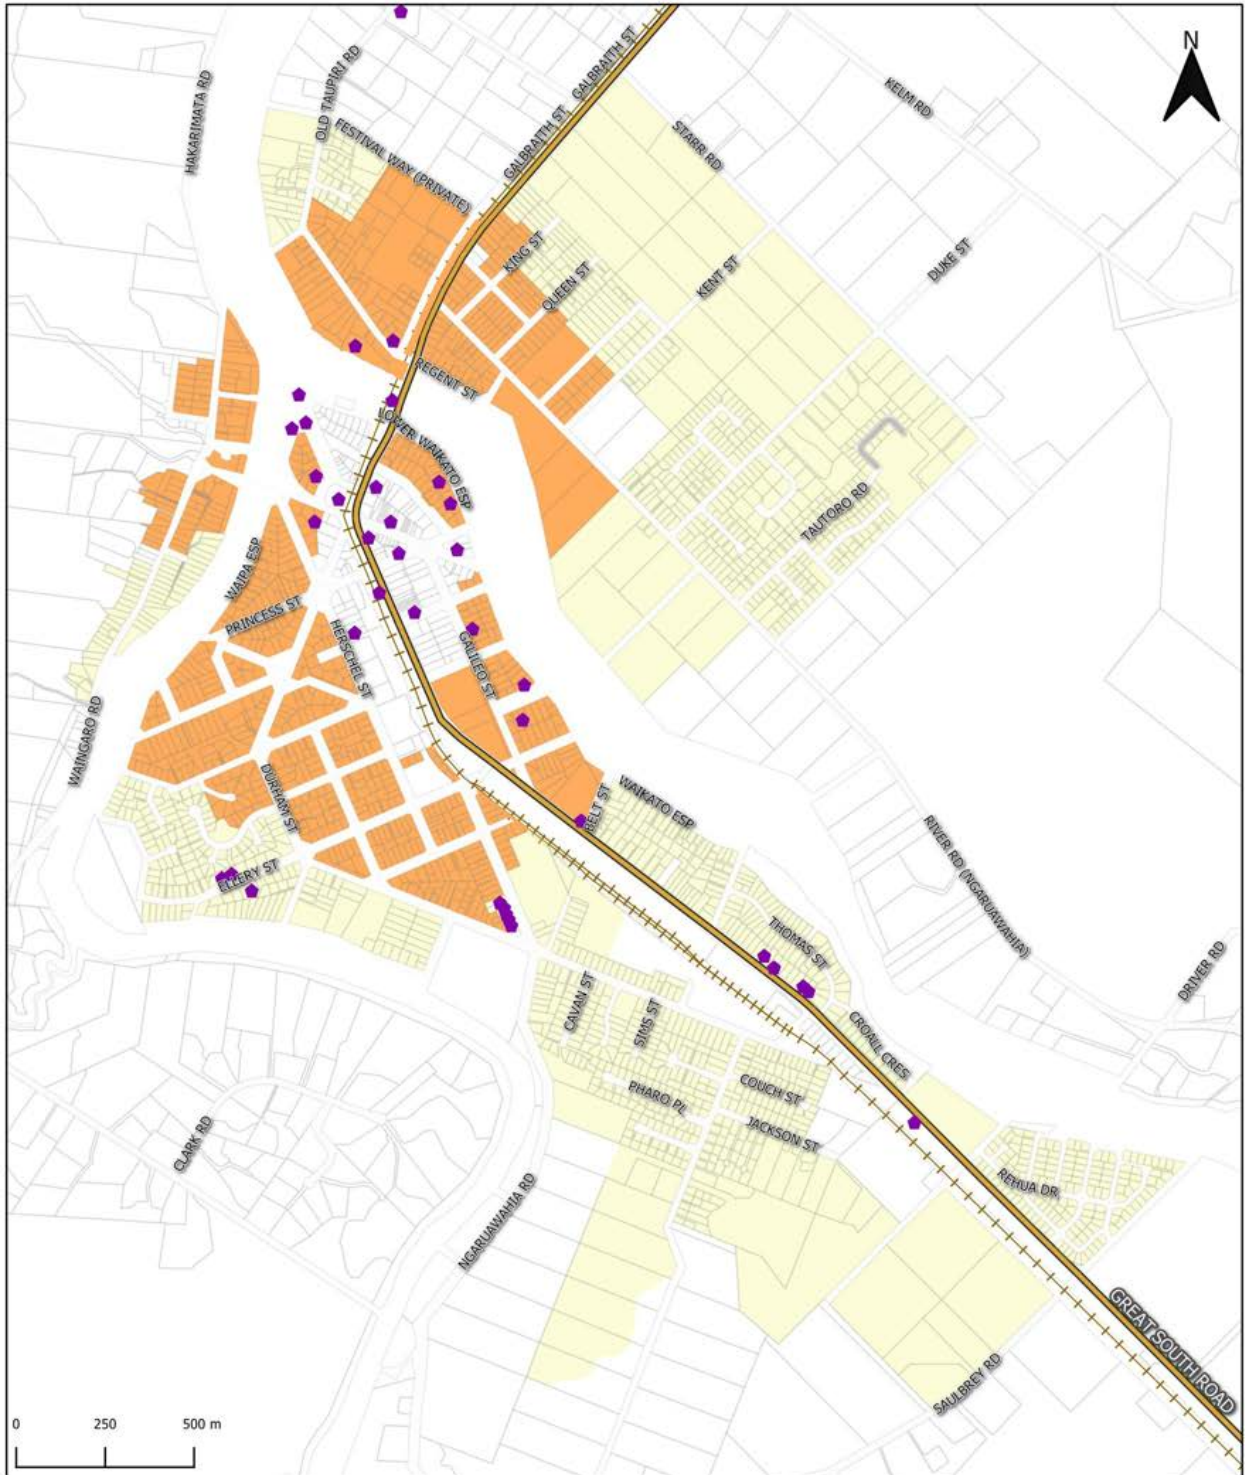 N
HAKARIMATA RD
OLD TAUPIRI RD
FESTIVAL WAY (PRIVATE)
GALBRAITH ST
GALBRAITH ST
KELM RD
STARR RD
KING ST
QUEEN ST
KENT ST
DUKE ST
REGENT ST
LOWER WAIKATO ESP
TAUTORO RD
WAIPA ESP
PRINCESS ST
HERSCHEL ST
GALILEO ST
WAINGARO RD
DURHAM ST
BELT ST
WAIKATO ESP
ELLERY ST
RIVER RD (NGARUAWAHIA)
THOMAS ST
DRIVER RD
CAVAN ST
SIMS ST
CROALL CRES
COUCH ST
PHARO PL
JACKSON ST
CLARK RD
REHUA DR
NGARUAWAHIA RD
GREAT SOUTH ROAD
SAULBREY RD
0 250 500 m